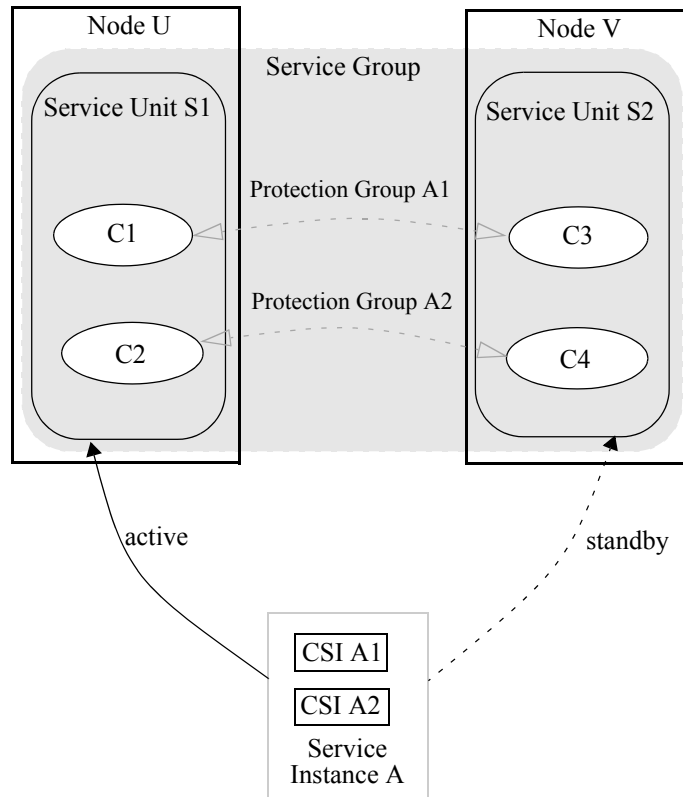 Node U
Node V
Service Group
Service Unit S1
Service Unit S2
Protection Group A1
C1
C3
Protection Group A2
C2
C4
active
standby
CSI A1
CSI A2
Service
Instance A